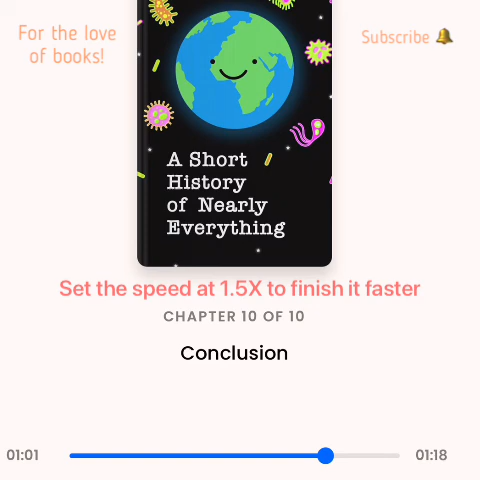 For the love
of books!
Subscribe 🔔
A Short
History
of Nearly
Everything
Set the speed at 1.5X to finish it faster
CHAPTER 10 OF 10
Conclusion
01:01
01:18